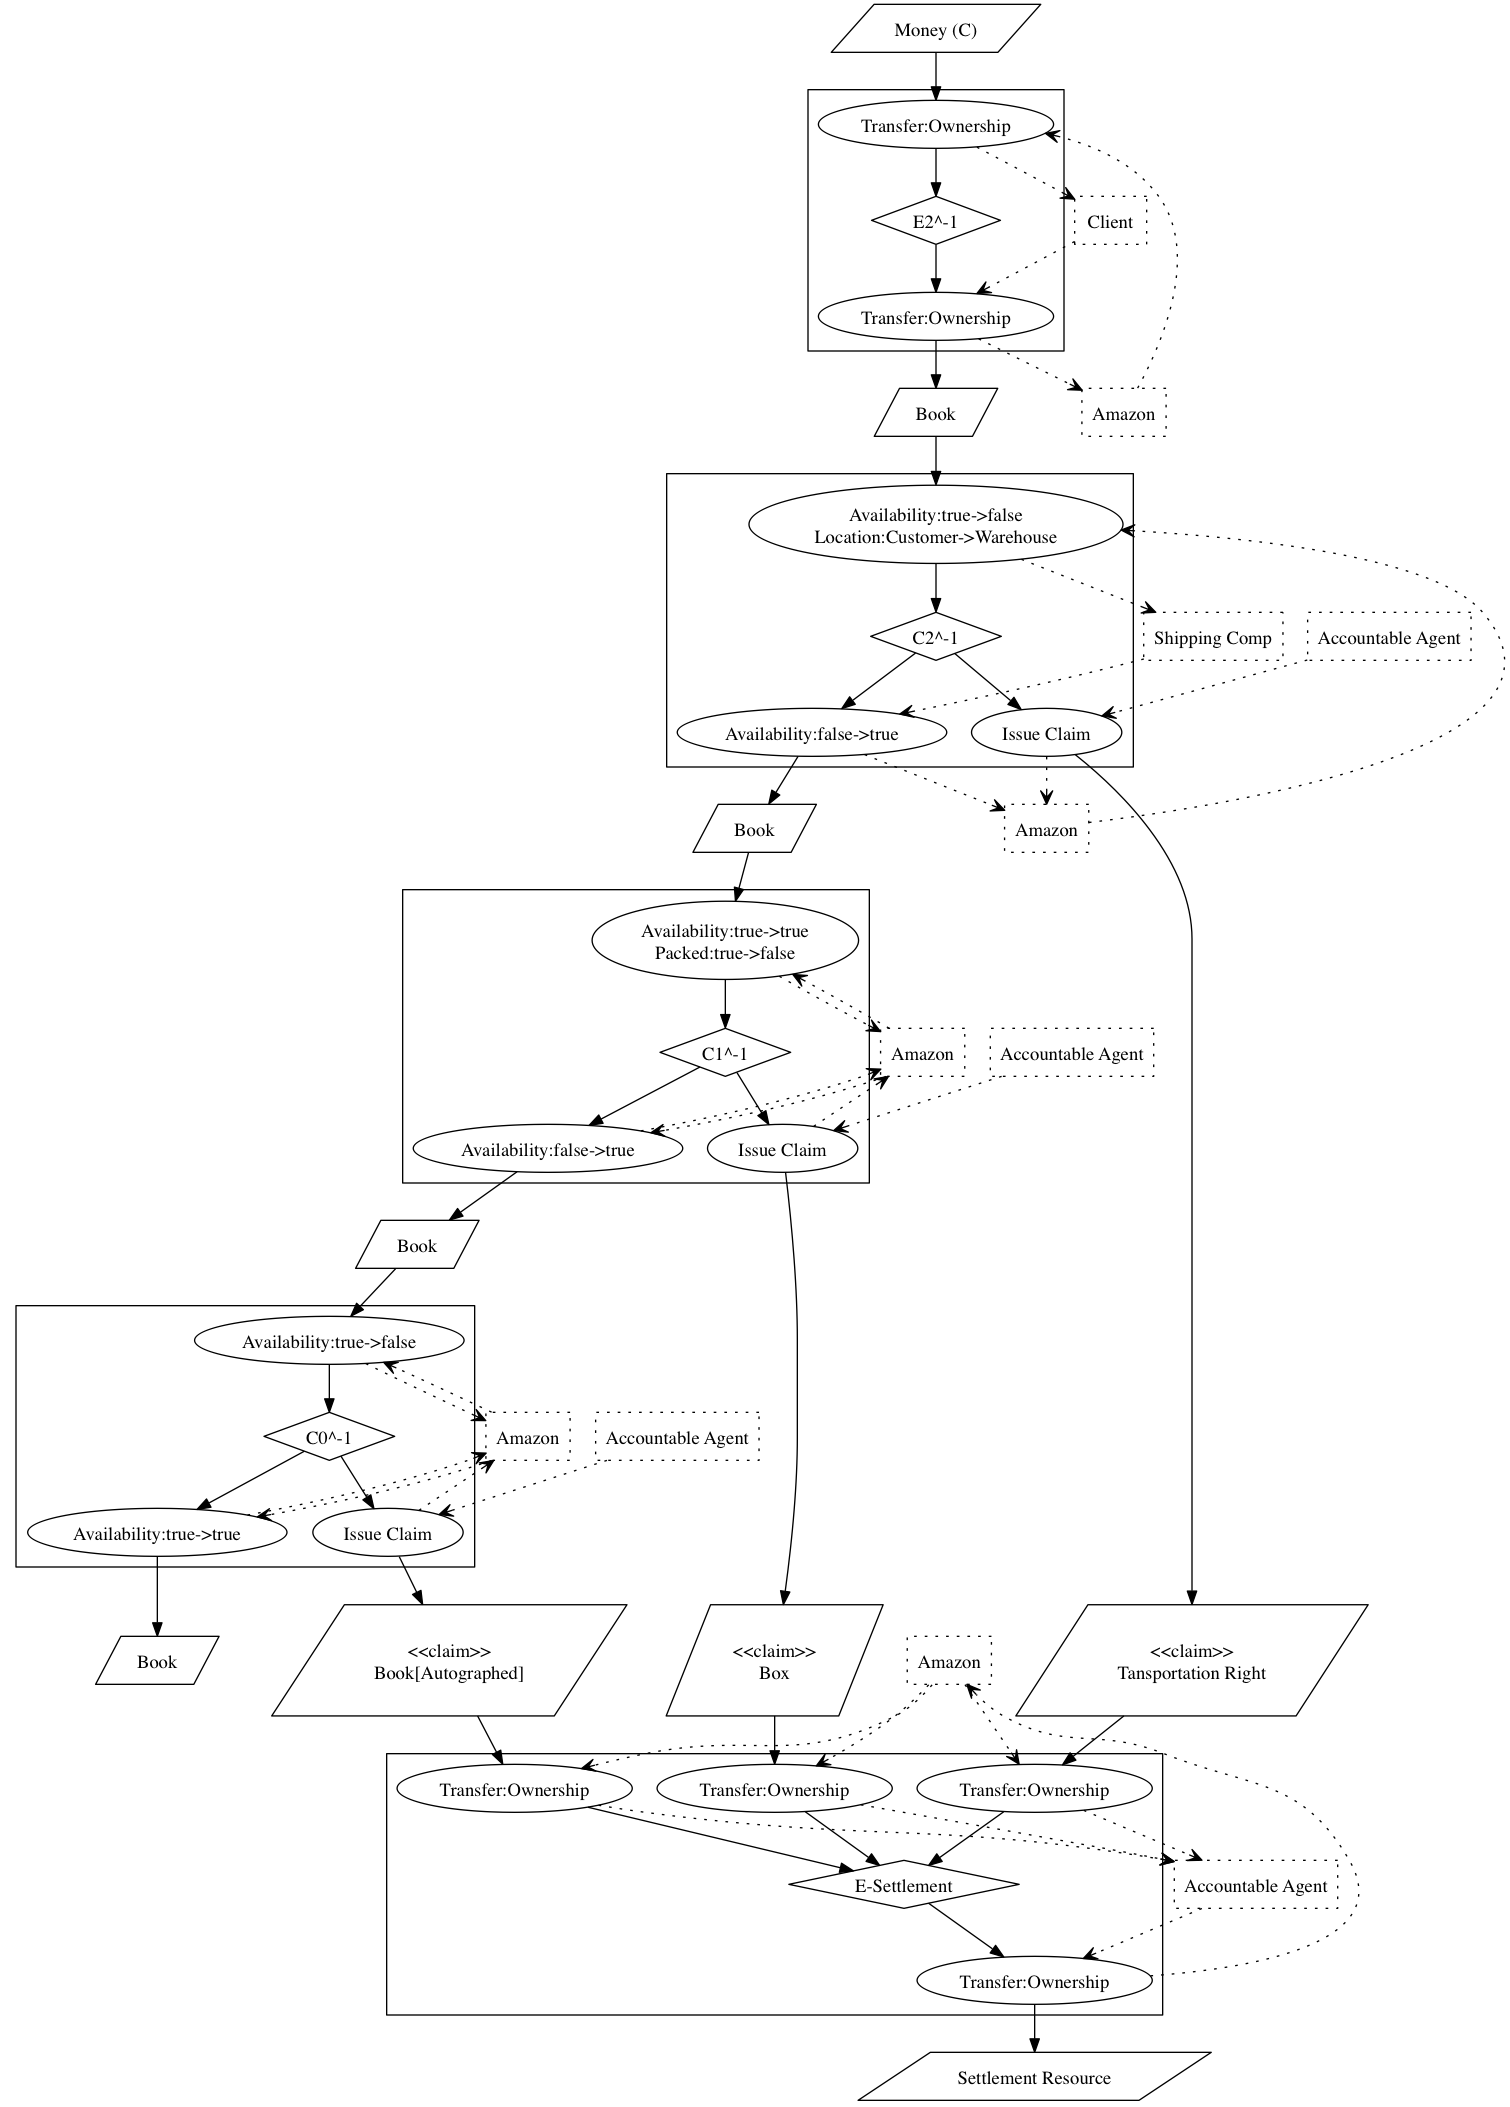 Money (C)
Transfer:Ownership
E2^-1
Client
Transfer:Ownership
Book
Amazon
Availability:true->false
Location:Customer->Warehouse
C2^-1
Shipping Comp
Accountable Agent
Availability:false->true
Issue Claim
Book
Amazon
Availability:true->true
Packed:true->false
C1^-1
Amazon
Accountable Agent
Availability:false->true
Issue Claim
Book
Availability:true->false
C0^-1
Amazon
Accountable Agent
Availability:true->true
Issue Claim
Book
<<claim>>
Book[Autographed]
<<claim>>
Box
Amazon
<<claim>>
Tansportation Right
Transfer:Ownership
Transfer:Ownership
Transfer:Ownership
E-Settlement
Accountable Agent
Transfer:Ownership
Settlement Resource